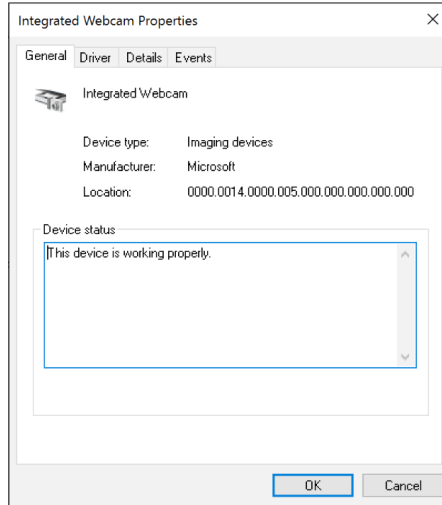 Integrated Webcam Properties
General Driver Details Events
Integrated Webcam
Device type: Imaging devices
Manufacturer: Microsoft
Location: 0000.0014.0000.005.000.000.000.000.000
Device status
This device is working properly.
OK Cancel